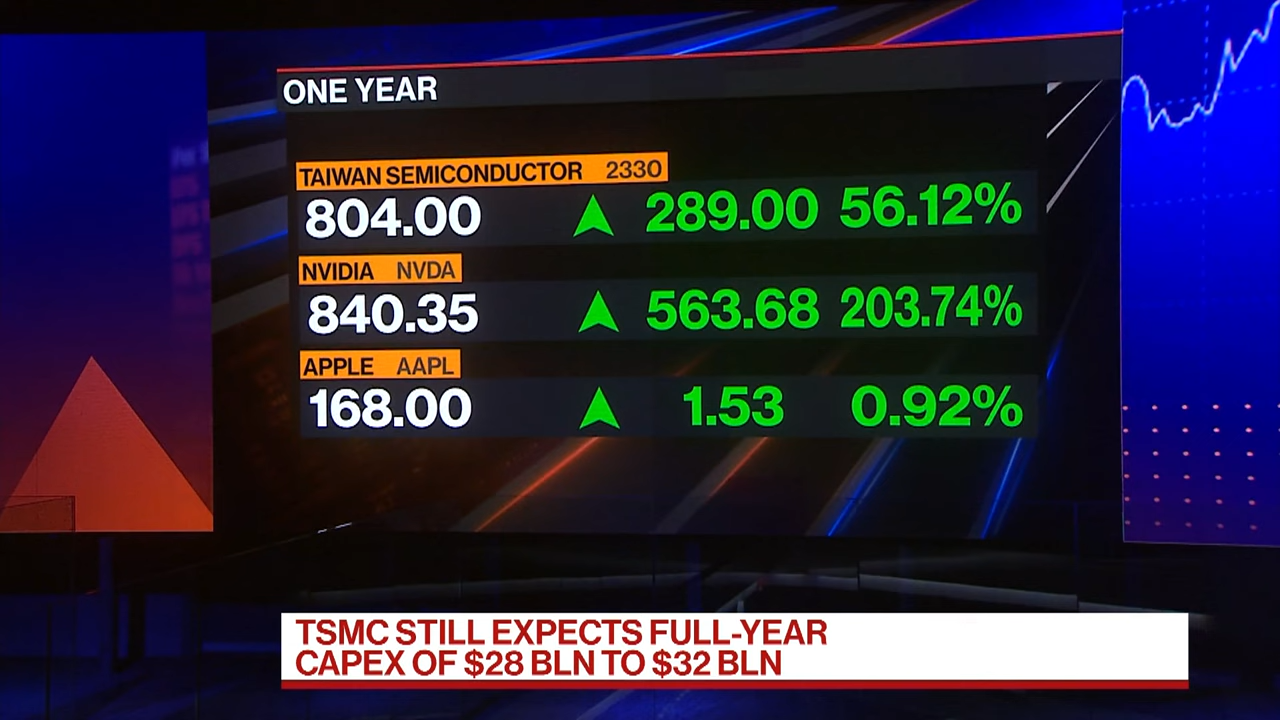 ONE YEAR
TAIWAN SEMICONDUCTOR 2330
804.00 289.00 56.12%
NVIDIA NVDA
840.35 563.68 203.74%
APPLE AAPL
168.00 1.53 0.92%
TSMC STILL EXPECTS FULL-YEAR
CAPEX OF $28 BLN TO $32 BLN